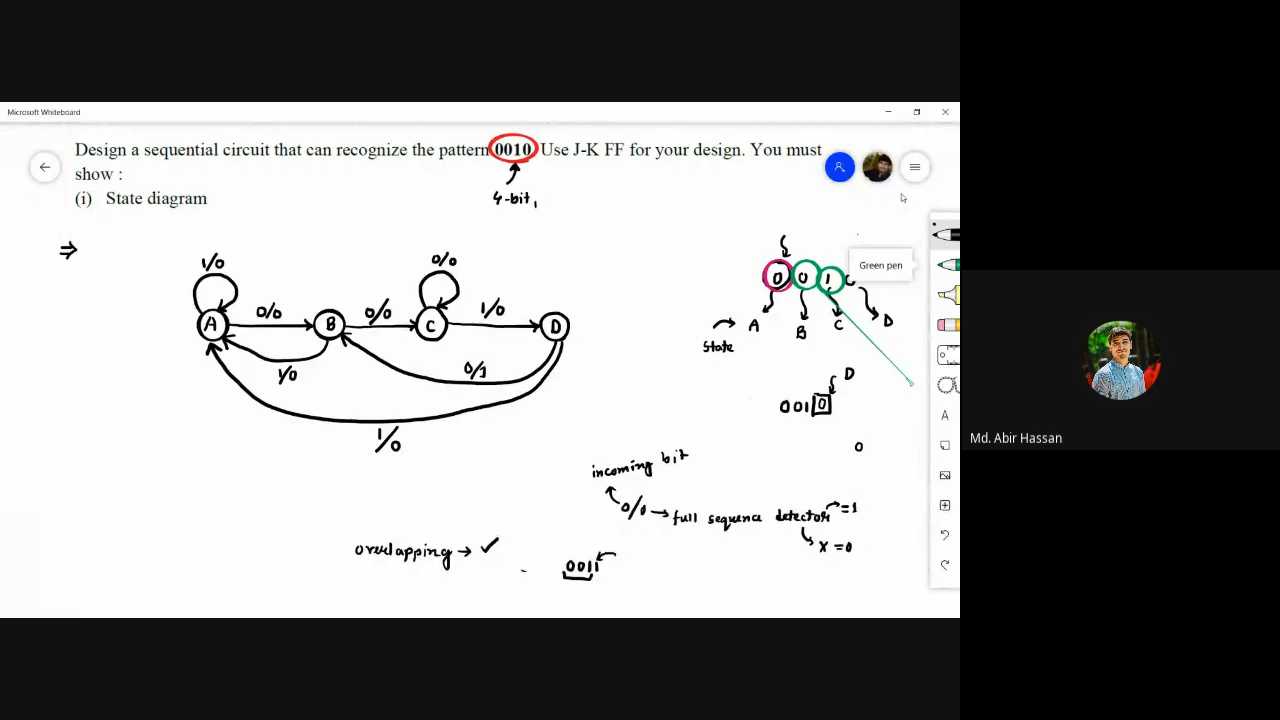 Microsoft Whiteboard
Design a sequential circuit that can recognize the pattern 0010. Use J-K FF for your design. You must
show :
(i) State diagram
4-bit,
Green pen
1/0
0/0
0 0 1
A
0/0
B
0/0
C
1/0
D
State
A B C D
1/0
0/1
D
0010
1/0
0
incoming bit
0/0 → full sequence detector =1
x =0
overlapping → ✓
0011
A
Md. Abir Hassan